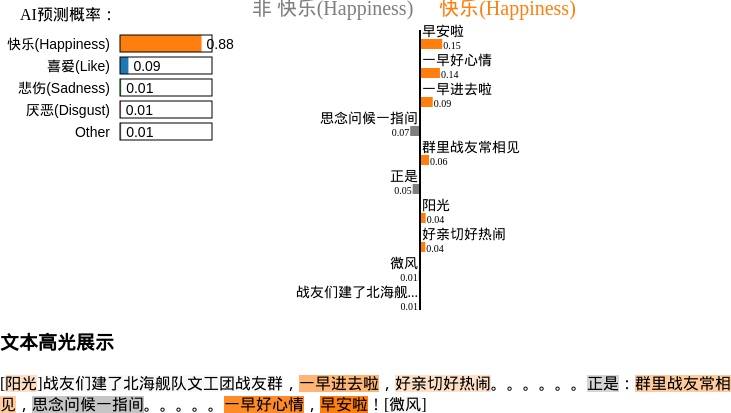 AI预测概率：
快乐(Happiness) 0.88
喜爱(Like) 0.09
悲伤(Sadness) 0.01
厌恶(Disgust) 0.01
Other 0.01
非 快乐(Happiness) 快乐(Happiness)
早安啦
0.15
一早好心情
0.14
一早进去啦
0.09
思念问候一指间
0.07
群里战友常相见
0.06
正是
0.05
阳光
0.04
好亲切好热闹
0.04
微风
0.01
战友们建了北海舰...
0.01
文本高光展示
[阳光]战友们建了北海舰队文工团战友群，一早进去啦，好亲切好热闹。。。。。。正是：群里战友常相
见，思念问候一指间。。。。。一早好心情，早安啦！[微风]